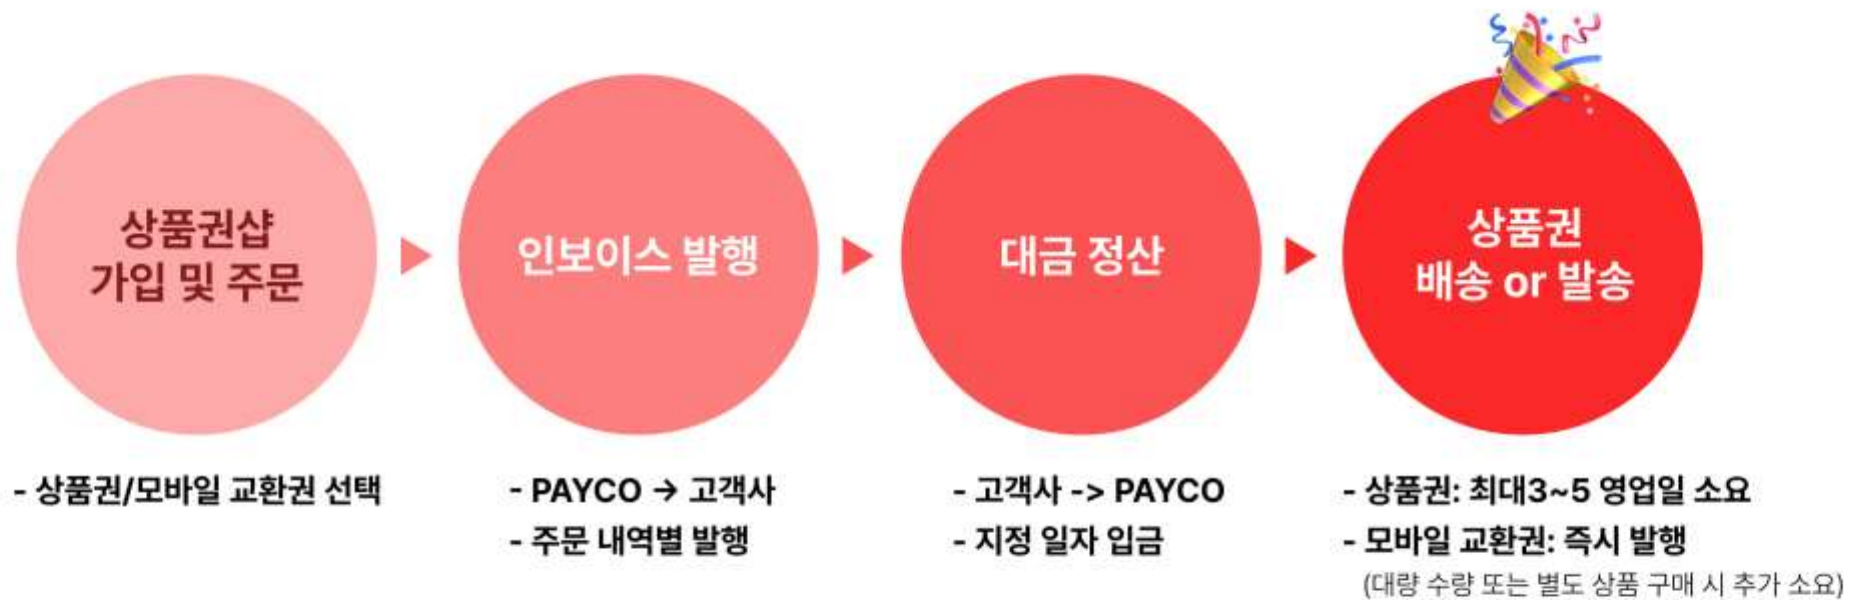 상품권샵
가입 및 주문
- 상품권/모바일 교환권 선택
인보이스 발행
- PAYCO → 고객사
- 주문 내역별 발행
대금 정산
- 고객사 -> PAYCO
- 지정 일자 입금
상품권
배송 or 발송
- 상품권: 최대3~5 영업일 소요
- 모바일 교환권: 즉시 발행
(대량 수량 또는 별도 상품 구매 시 추가 소요)